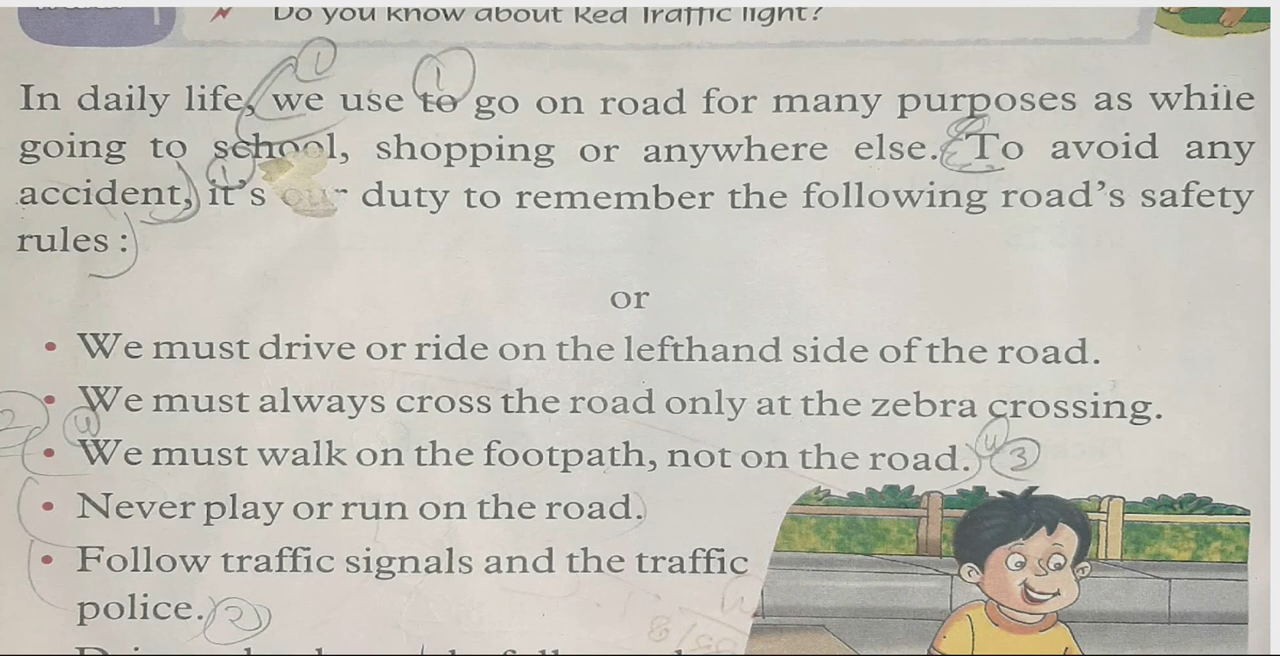 Do you know about Red Traffic light?
In daily life, we use to go on road for many purposes as while
going to school, shopping or anywhere else. To avoid any
accident, it's our duty to remember the following road's safety
rules :
or
• We must drive or ride on the lefthand side of the road.
• We must always cross the road only at the zebra crossing.
• We must walk on the footpath, not on the road.
• Never play or run on the road.
• Follow traffic signals and the traffic
police.